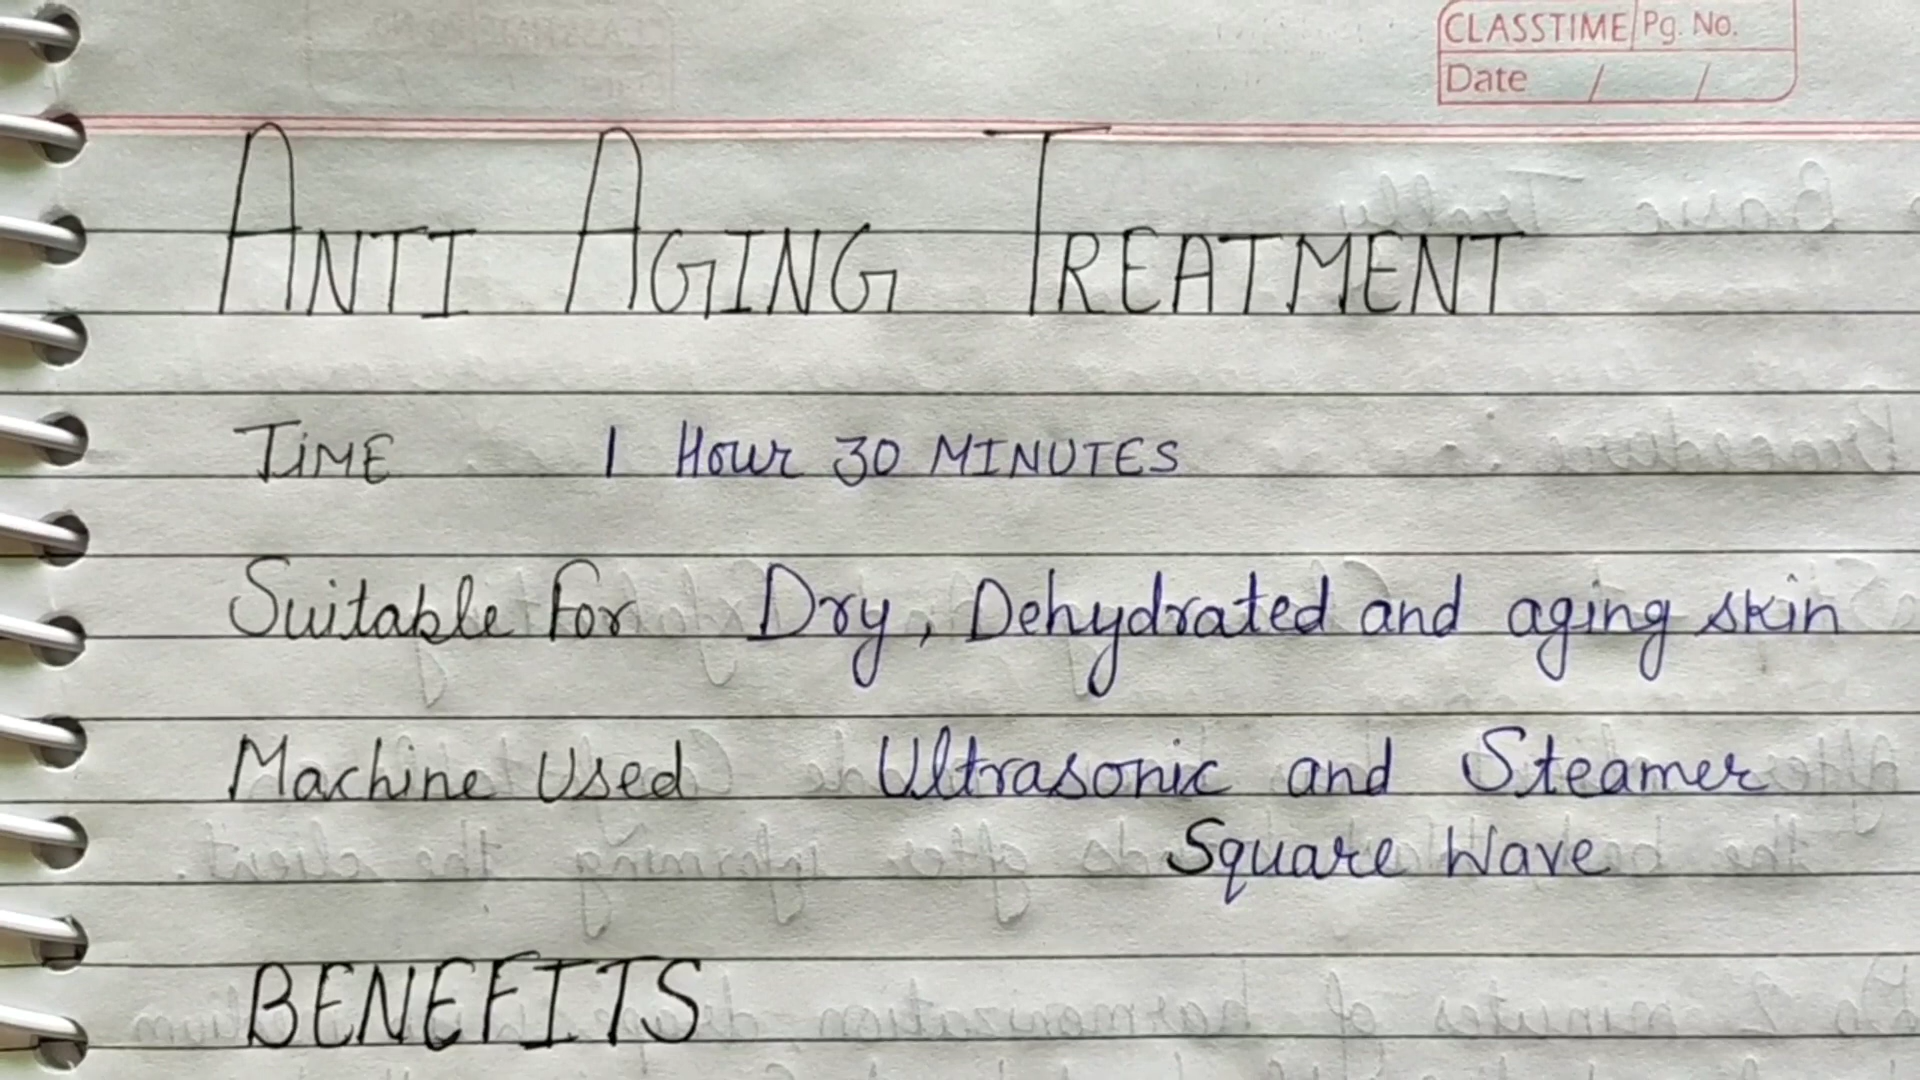 CLASSTIME Pg. No.
Date / /
ANTI AGING TREATMENT
TiME 1 Hour 30 MINUTES
Suitable For Dry, Dehydrated and aging skin
Machine Used Ultrasonic and Steamer
Square Wave
BENEFITS